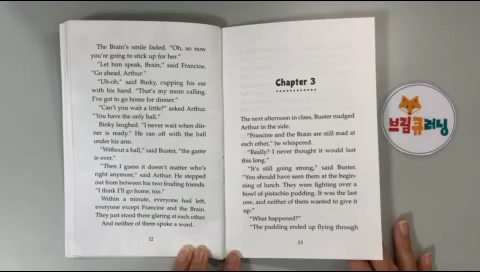 The Brain's smile faded. "Oh, so now
you're going to stick up for her."
"Let him speak, Brain," said Francine.
"Go ahead, Arthur."
"Uh-oh," said Binky, cupping his ear
with his hand. "That's my mom calling.
I've got to go home for dinner."
"Can't you wait a little?" asked Arthur.
"You have the only ball."
Binky laughed. "I never wait when din-
ner is ready." He ran off with the ball
under his arm.
"Without a ball," said Buster, "the game
is over."
"Then I guess it doesn't matter who's
right anymore," said Arthur. He stepped
out from between his two feuding friends.
"I think I'll go home, too."
Within a minute, everyone had left,
everyone except Francine and the Brain.
They just stood there glaring at each other.
And neither of them spoke a word.
12
Chapter 3
The next afternoon in class, Buster nudged
Arthur in the side.
"Francine and the Brain are still mad at
each other," he whispered.
"Really? I never thought it would last
this long."
"It's still going strong," said Buster.
"You should have seen them at the beginning
of lunch. They were fighting over a
bowl of pistachio pudding. It was the last
one, and neither of them wanted to give it
up."
"What happened?"
"The pudding ended up flying through
13
브림큐
러닝